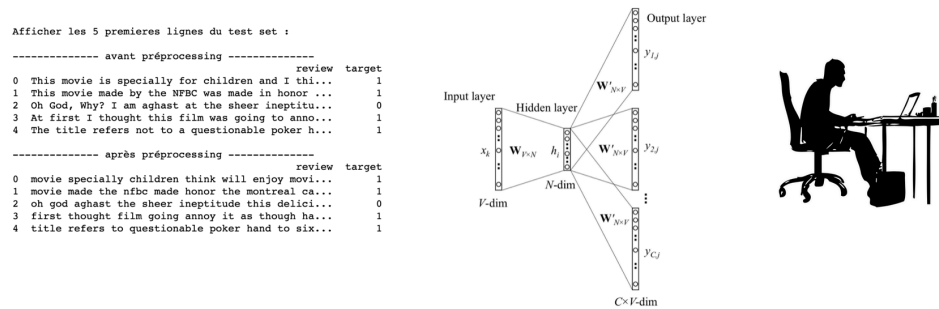 Afficher les 5 premieres lignes du test set :
-------------- avant préprocessing --------------
review target
0 This movie is specially for children and I thi... 1
1 This movie made by the NFBC was made in honor ... 1
2 Oh God, Why? I am aghast at the sheer ineptitu... 0
3 At first I thought this film was going to anno... 1
4 The title refers not to a questionable poker h... 1
-------------- après préprocessing --------------
review target
0 movie specially children think will enjoy movi... 1
1 movie made the nfbc made honor the montreal ca... 1
2 oh god aghast the sheer ineptitude this delici... 0
3 first thought film going annoy it as though ha... 1
4 title refers to questionable poker hand to six... 1
Output layer
y1,j
W'N×V
Input layer
Hidden layer
xk
WV×N
hi
W'N×V
y2,j
N-dim
V-dim
W'N×V
yC,j
C×V-dim